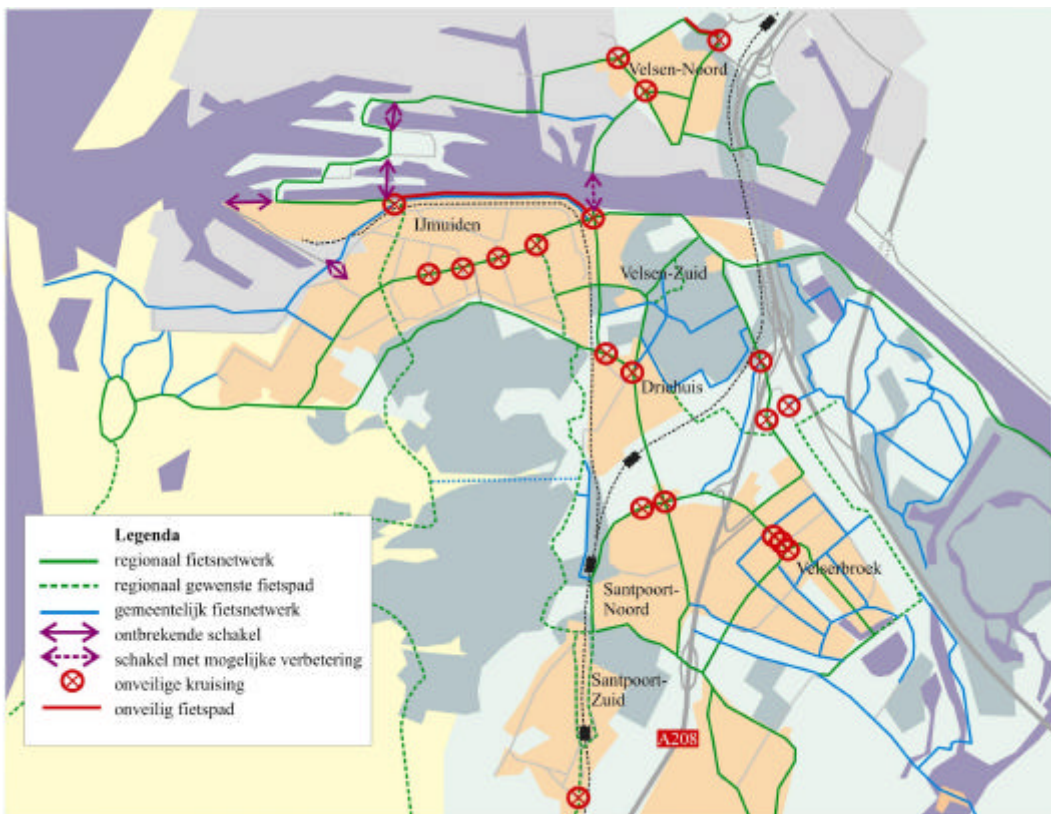 Velsen-Noord
IJmuiden
Velsen-Zuid
Driehuis
Velserbroek
Santpoort-
Noord
Santpoort-
Zuid
A208
Legenda
regionaal fietsnetwerk
regionaal gewenste fietspad
gemeentelijk fietsnetwerk
ontbrekende schakel
schakel met mogelijke verbetering
onveilige kruising
onveilig fietspad